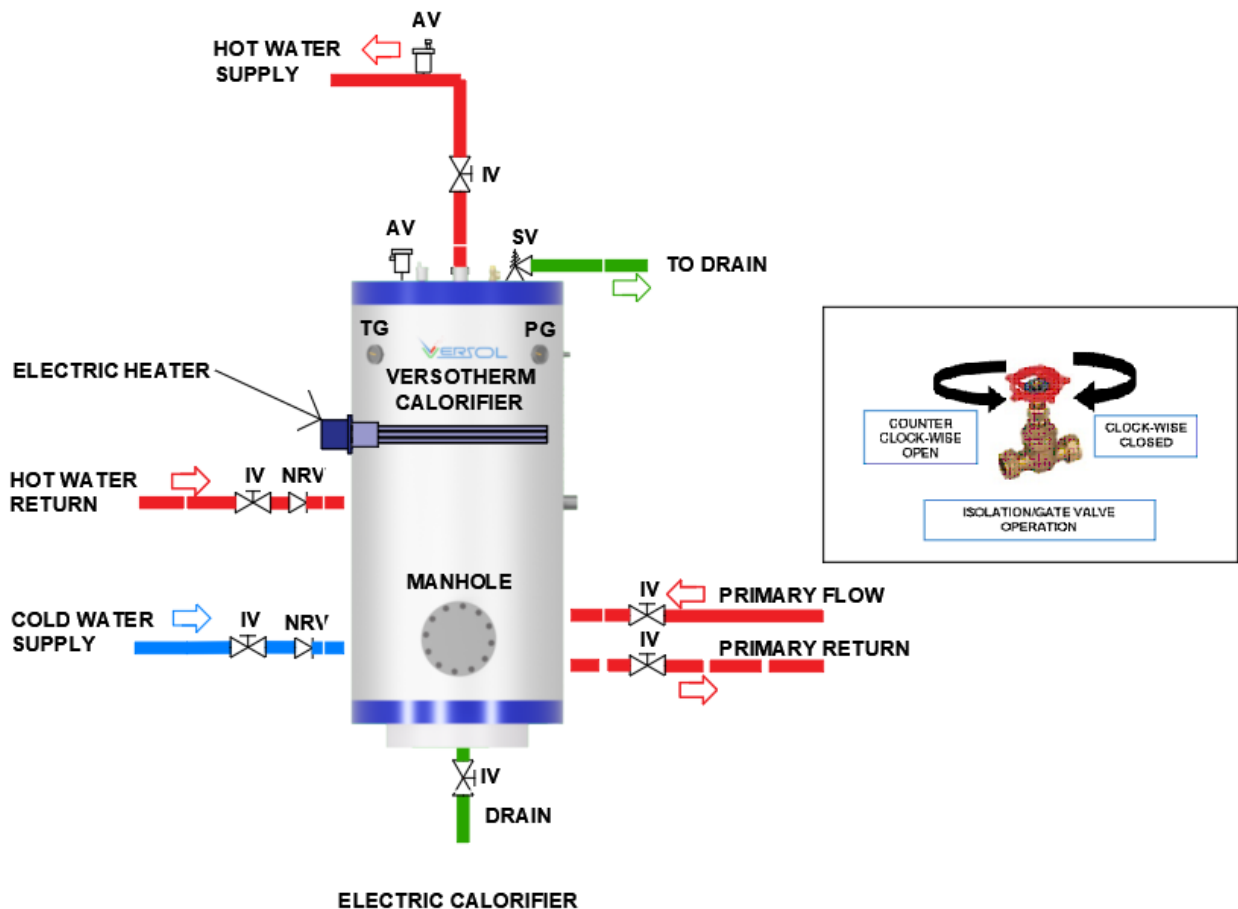 AV
HOT WATER
SUPPLY
IV
AV
SV
TO DRAIN
TG
PG
VERSOL
VERSOTHERM
CALORIFIER
ELECTRIC HEATER
HOT WATER
RETURN
IV
NRV
COUNTER
CLOCK-WISE
OPEN
CLOCK-WISE
CLOSED
ISOLATION/GATE VALVE
OPERATION
MANHOLE
COLD WATER
SUPPLY
IV
NRV
IV
PRIMARY FLOW
IV
PRIMARY RETURN
IV
DRAIN
ELECTRIC CALORIFIER